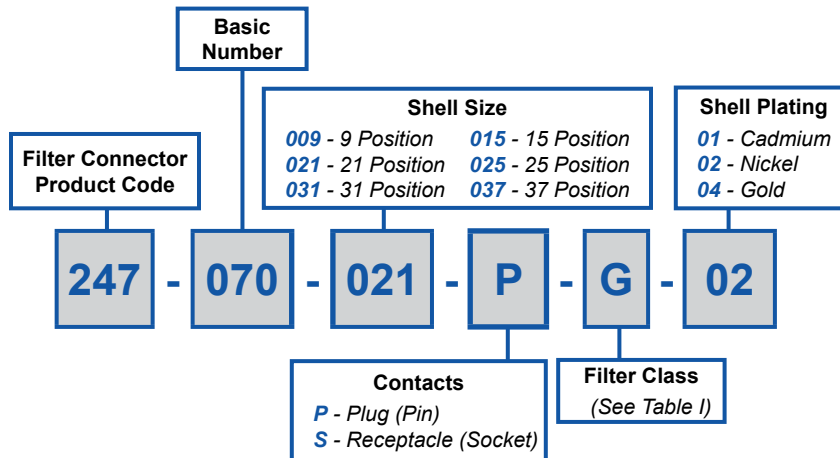 Basic
Number
Shell Size
009 - 9 Position 015 - 15 Position
021 - 21 Position 025 - 25 Position
031 - 31 Position 037 - 37 Position
Shell Plating
01 - Cadmium
02 - Nickel
04 - Gold
Filter Connector
Product Code
247 - 070 - 021 - P - G - 02
Contacts
P - Plug (Pin)
S - Receptacle (Socket)
Filter Class
(See Table I)